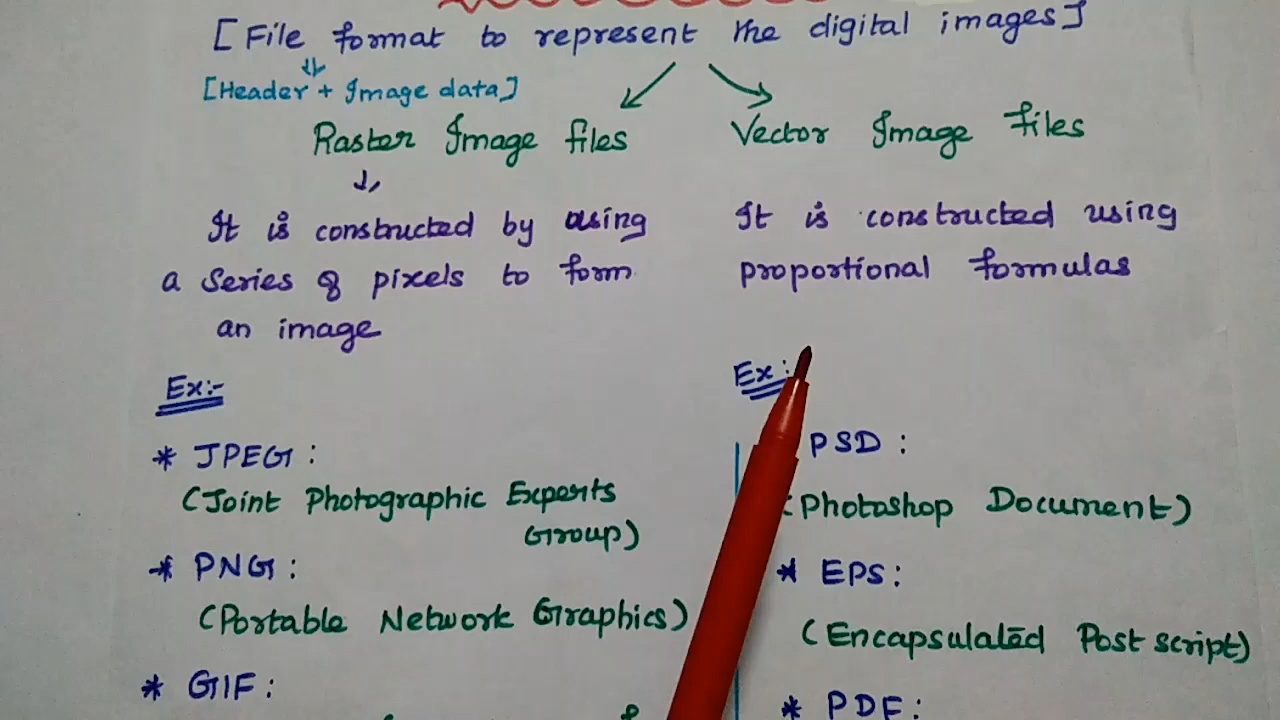 [File format to represent the digital images]
[Header + Image data]
Raster Image files
It is constructed by using
a series of pixels to form
an image
Ex:-
* JPEG :
(Joint Photographic Experts
Group)
* PNG :
(Portable Network Graphics)
* GIF :
Vector Image Files
It is constructed using
proportional formulas
Ex :
PSD :
(Photoshop Document)
* EPS :
(Encapsulated Post script)
* PDF :